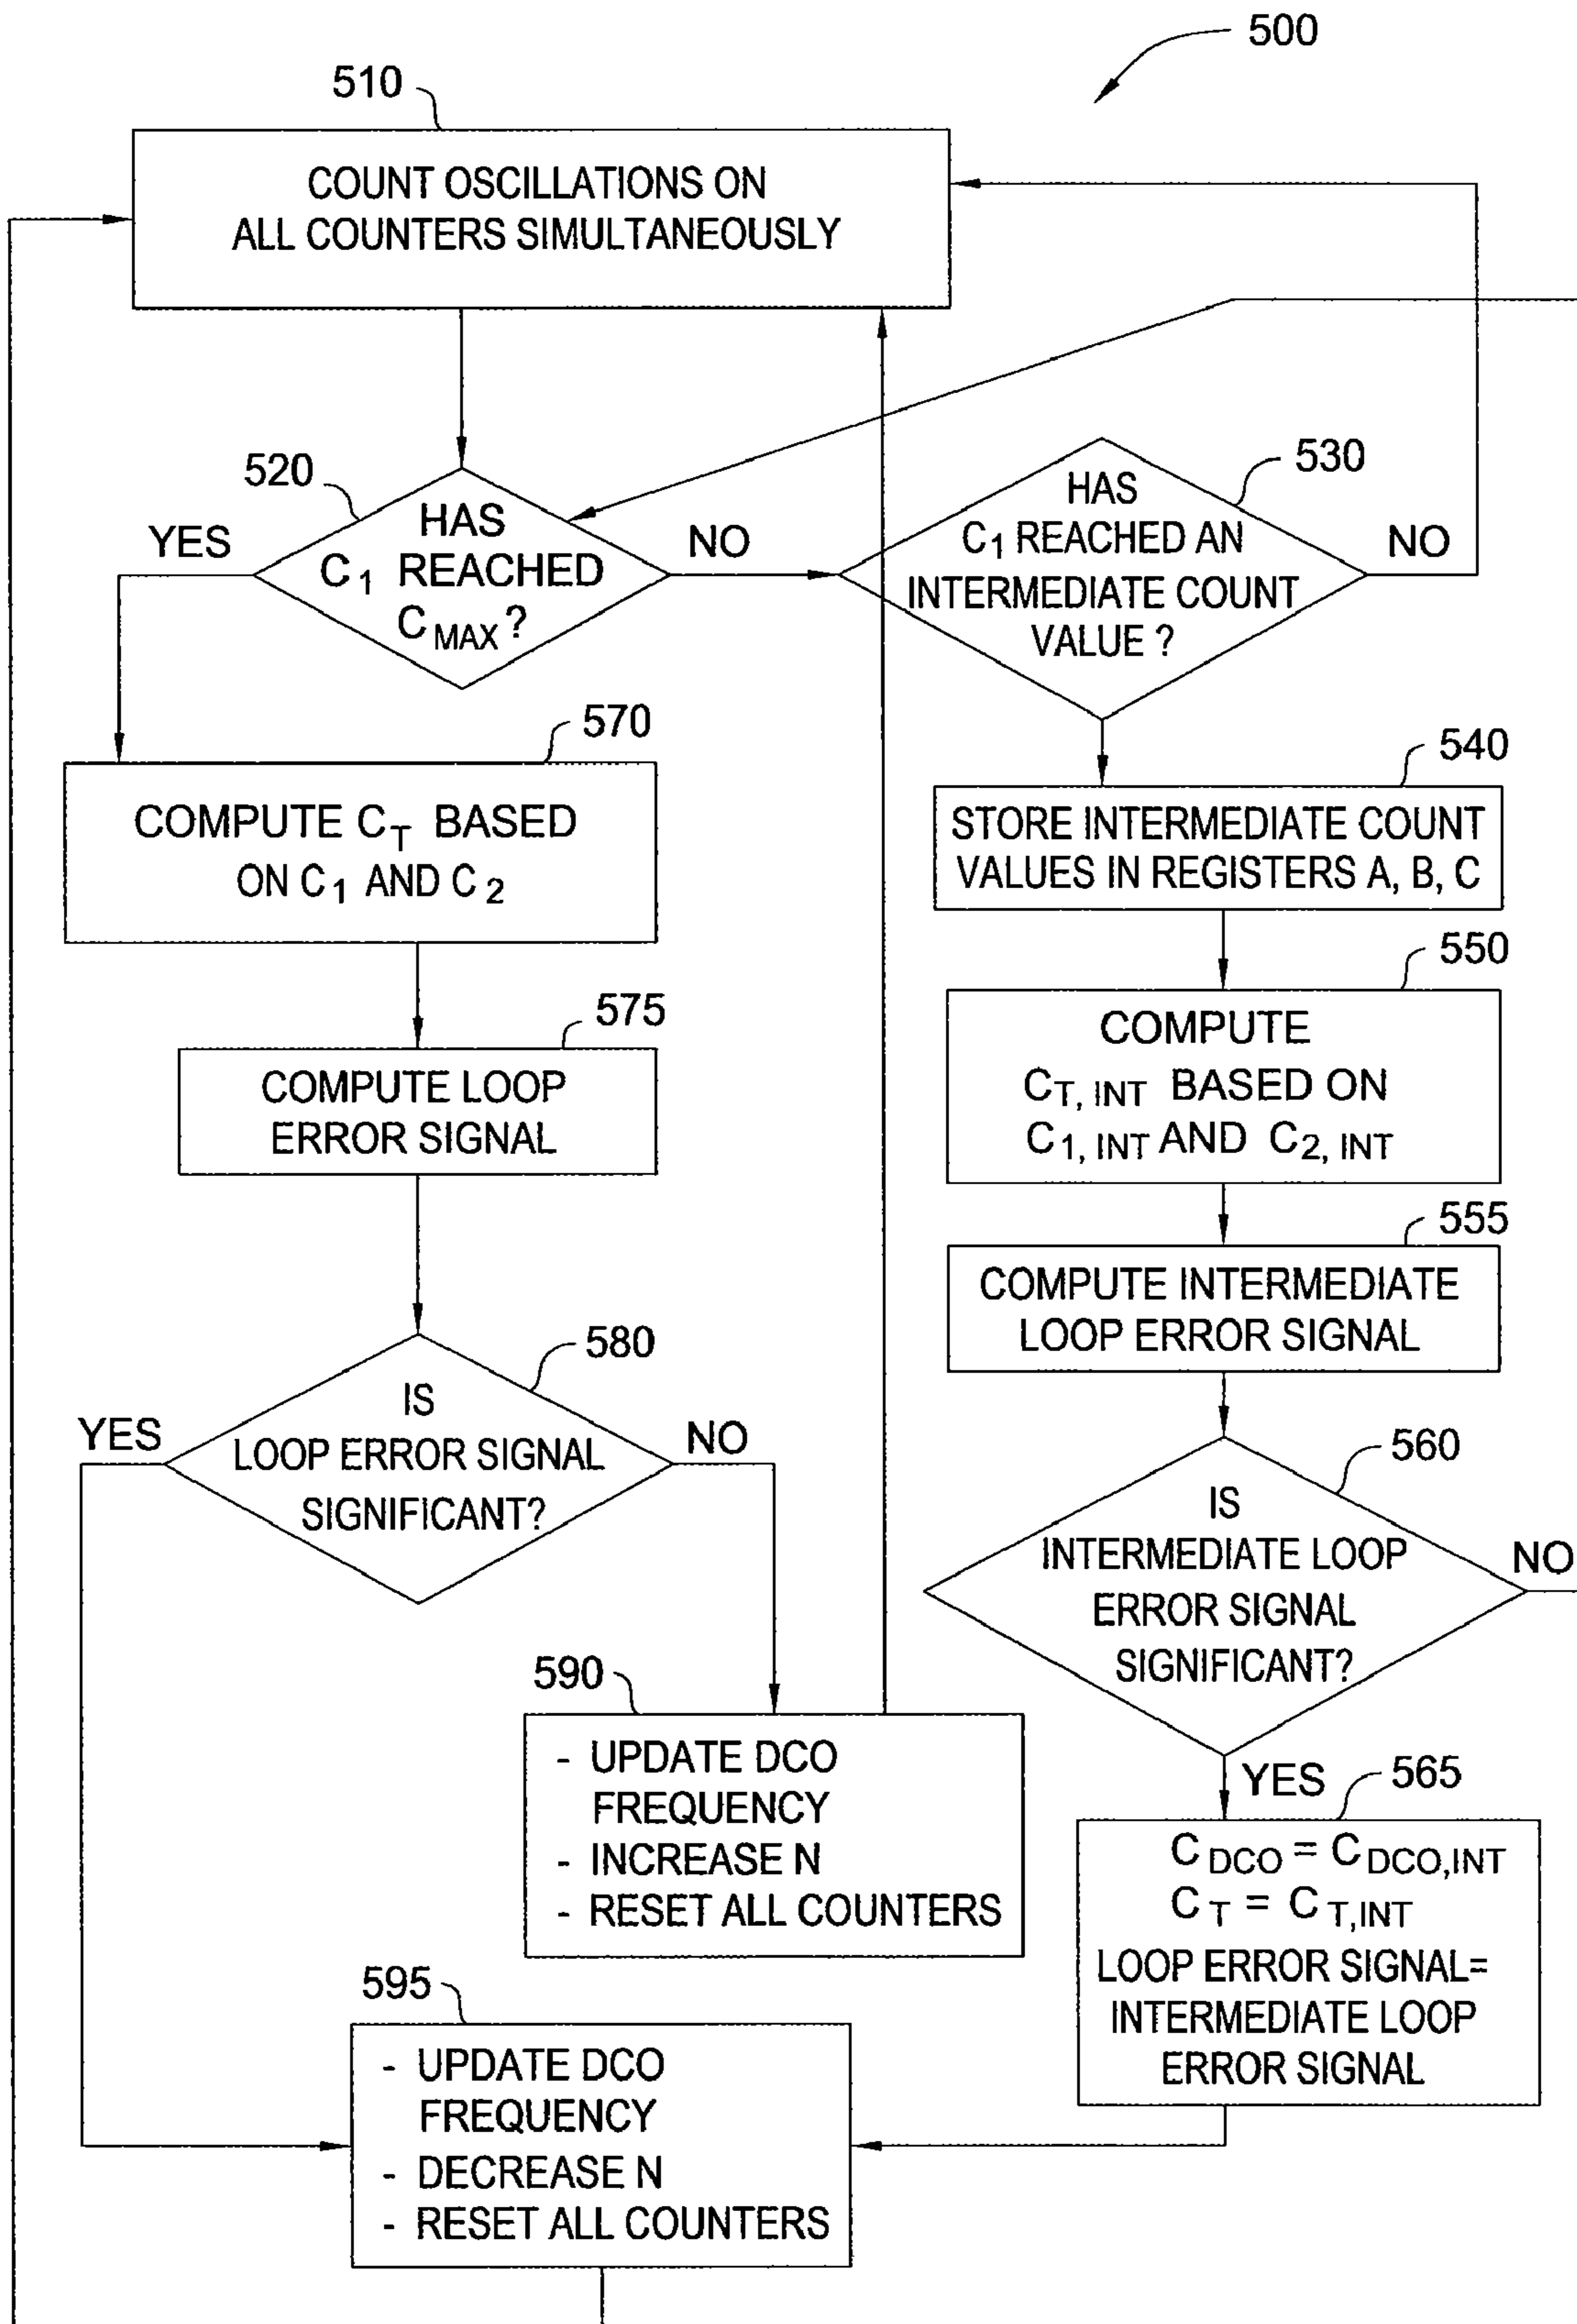 500
510
COUNT OSCILLATIONS ON
ALL COUNTERS SIMULTANEOUSLY
520
HAS
C1 REACHED
CMAX?
YES
NO
530
HAS
C1 REACHED AN
INTERMEDIATE COUNT
VALUE ?
NO
570
COMPUTE CT BASED
ON C1 AND C2
540
STORE INTERMEDIATE COUNT
VALUES IN REGISTERS A, B, C
550
COMPUTE
CT, INT BASED ON
C1, INT AND C2, INT
575
COMPUTE LOOP
ERROR SIGNAL
555
COMPUTE INTERMEDIATE
LOOP ERROR SIGNAL
580
IS
LOOP ERROR SIGNAL
SIGNIFICANT?
YES
NO
560
IS
INTERMEDIATE LOOP
ERROR SIGNAL
SIGNIFICANT?
NO
YES
590
- UPDATE DCO
FREQUENCY
- INCREASE N
- RESET ALL COUNTERS
565
CDCO = CDCO,INT
CT = CT,INT
LOOP ERROR SIGNAL=
INTERMEDIATE LOOP
ERROR SIGNAL
595
- UPDATE DCO
FREQUENCY
- DECREASE N
- RESET ALL COUNTERS